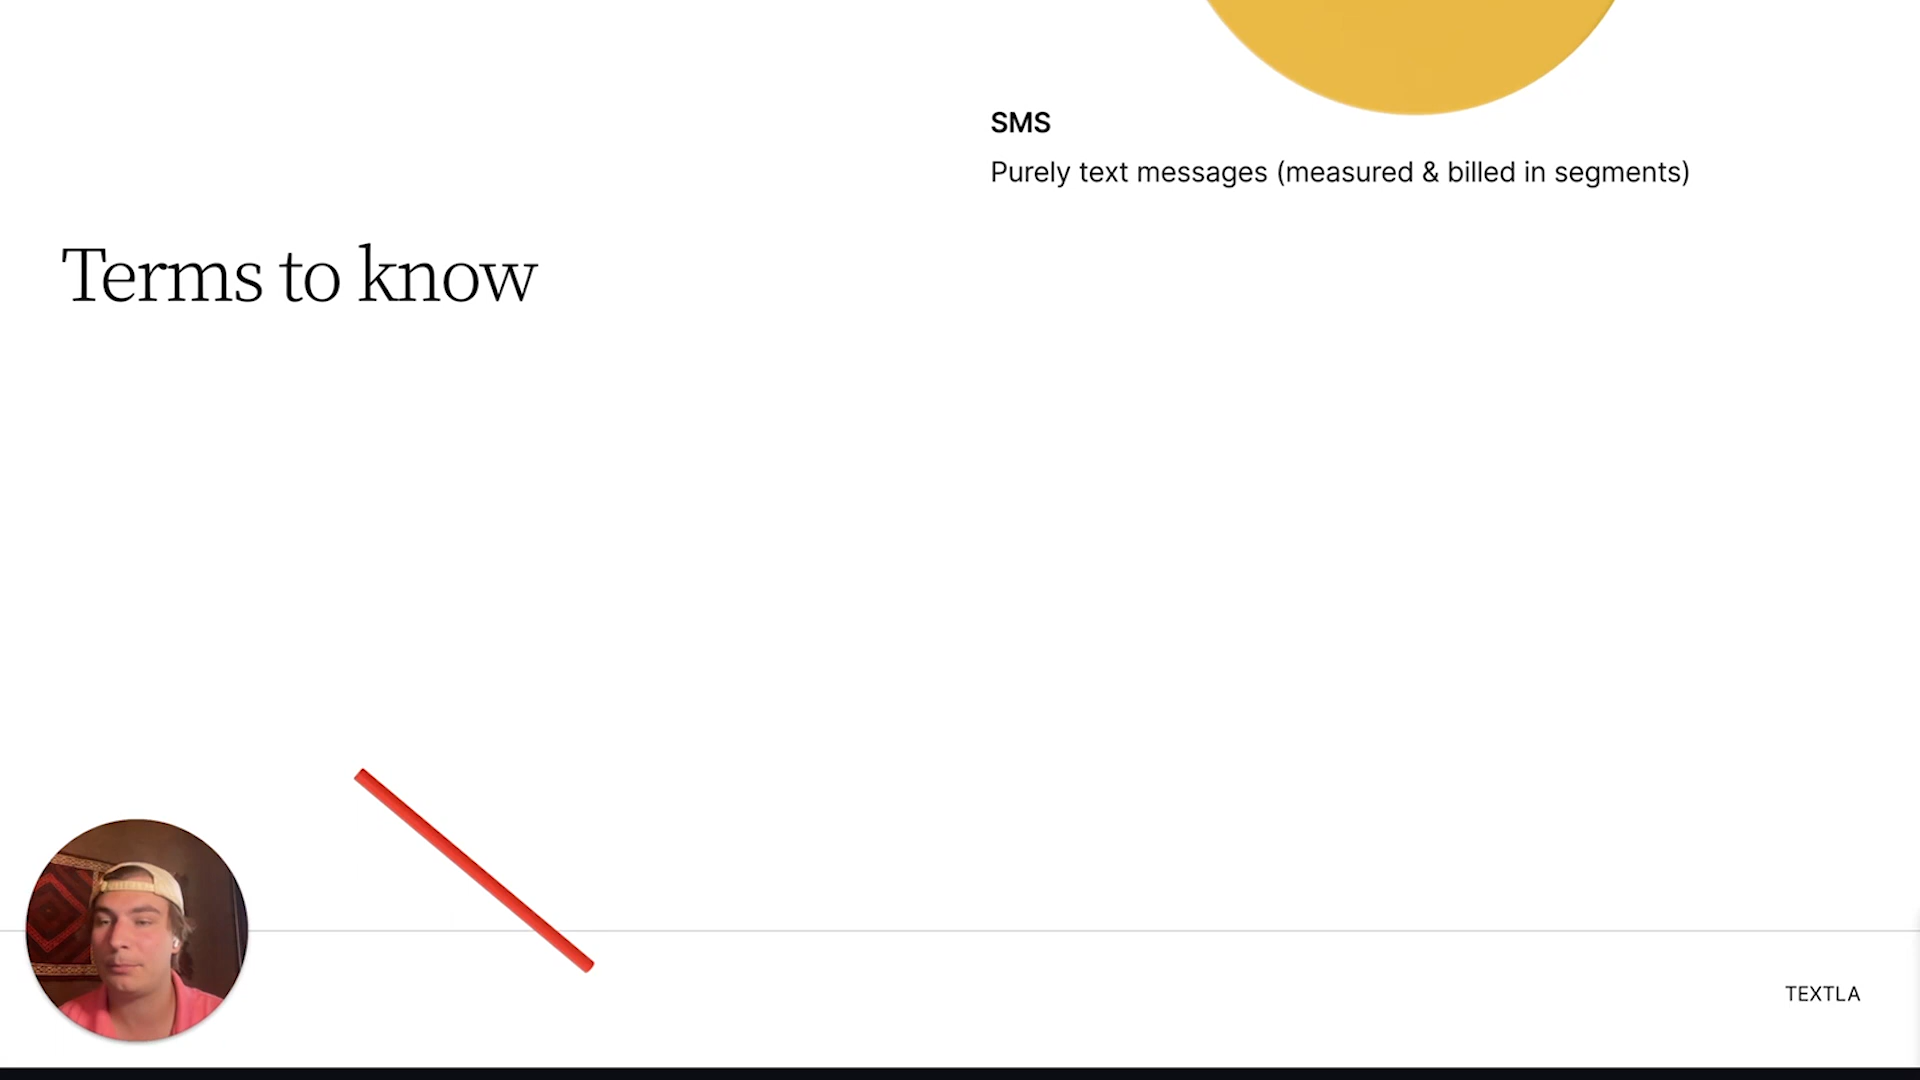 Terms to know
SMS
Purely text messages (measured & billed in segments)
TEXTLA